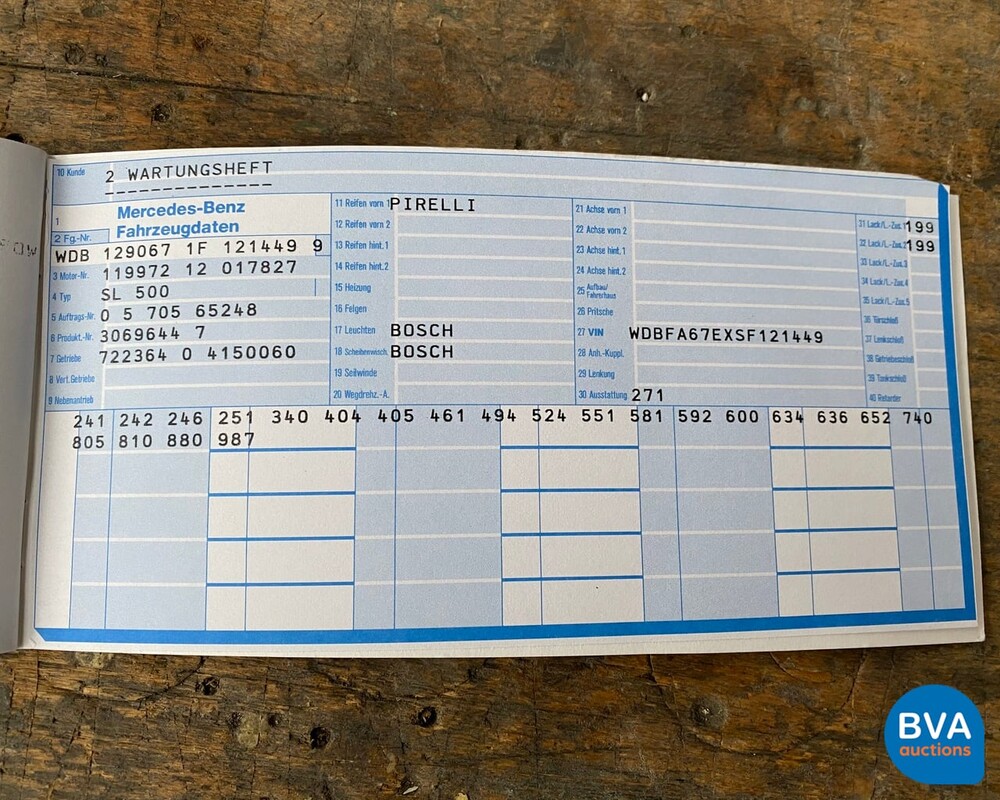 10 Kunde 2 WARTUNGSHEFT
1 Mercedes-Benz
Fahrzeugdaten
2 Fg.-Nr.
WDB 129067 1F 121449 9
3 Motor-Nr. 119972 12 017827
4 Typ SL 500
5 Auftrags-Nr. 0 5 705 65248
6 Produkt.-Nr. 3069644 7
7 Getriebe 722364 0 4150060
8 Vert.Getriebe
9 Nebenantrieb
11 Reifen vorn 1 PIRELLI
12 Reifen vorn 2
13 Reifen hint.1
14 Reifen hint.2
15 Heizung
16 Felgen
17 Leuchten BOSCH
18 Scheibenwisch. BOSCH
19 Seilwinde
20 Wegdrehz.-A.
21 Achse vorn 1
22 Achse vorn 2
23 Achse hint.1
24 Achse hint.2
25 Aufbau/
Fahrerhaus
26 Pritsche
27 VIN WDBFA67EXSF121449
28 Anh.-Kuppl.
29 Lenkung
30 Ausstattung 271
31 Lack/L.-Zus.1 199
32 Lack/L.-Zus.2 199
33 Lack/L.-Zus.3
34 Lack/L.-Zus.4
35 Lack/L.-Zus.5
36 Türschließ
37 Lenkschloß
38 Getriebeschloß
39 Tankschloß
40 Retarder
241 242 246 251 340 404 405 461 494 524 551 581 592 600 634 636 652 740
805 810 880 987
BVA
auctions